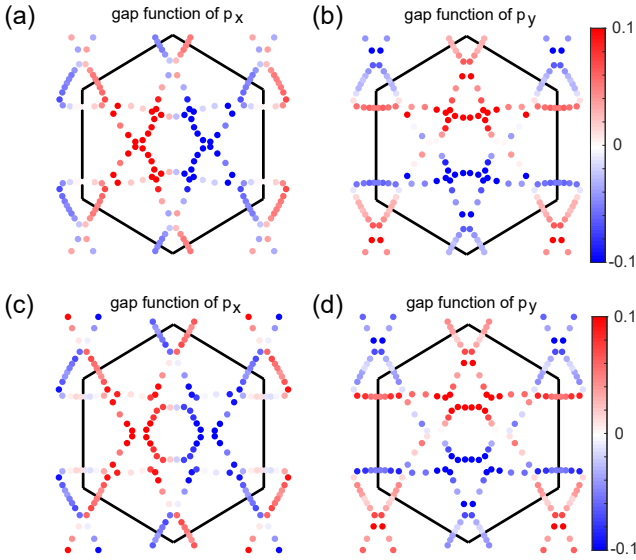 (a)
gap function of px
(b)
gap function of py
0.1
0
-0.1
(c)
gap function of px
(d)
gap function of py
0.1
0
-0.1